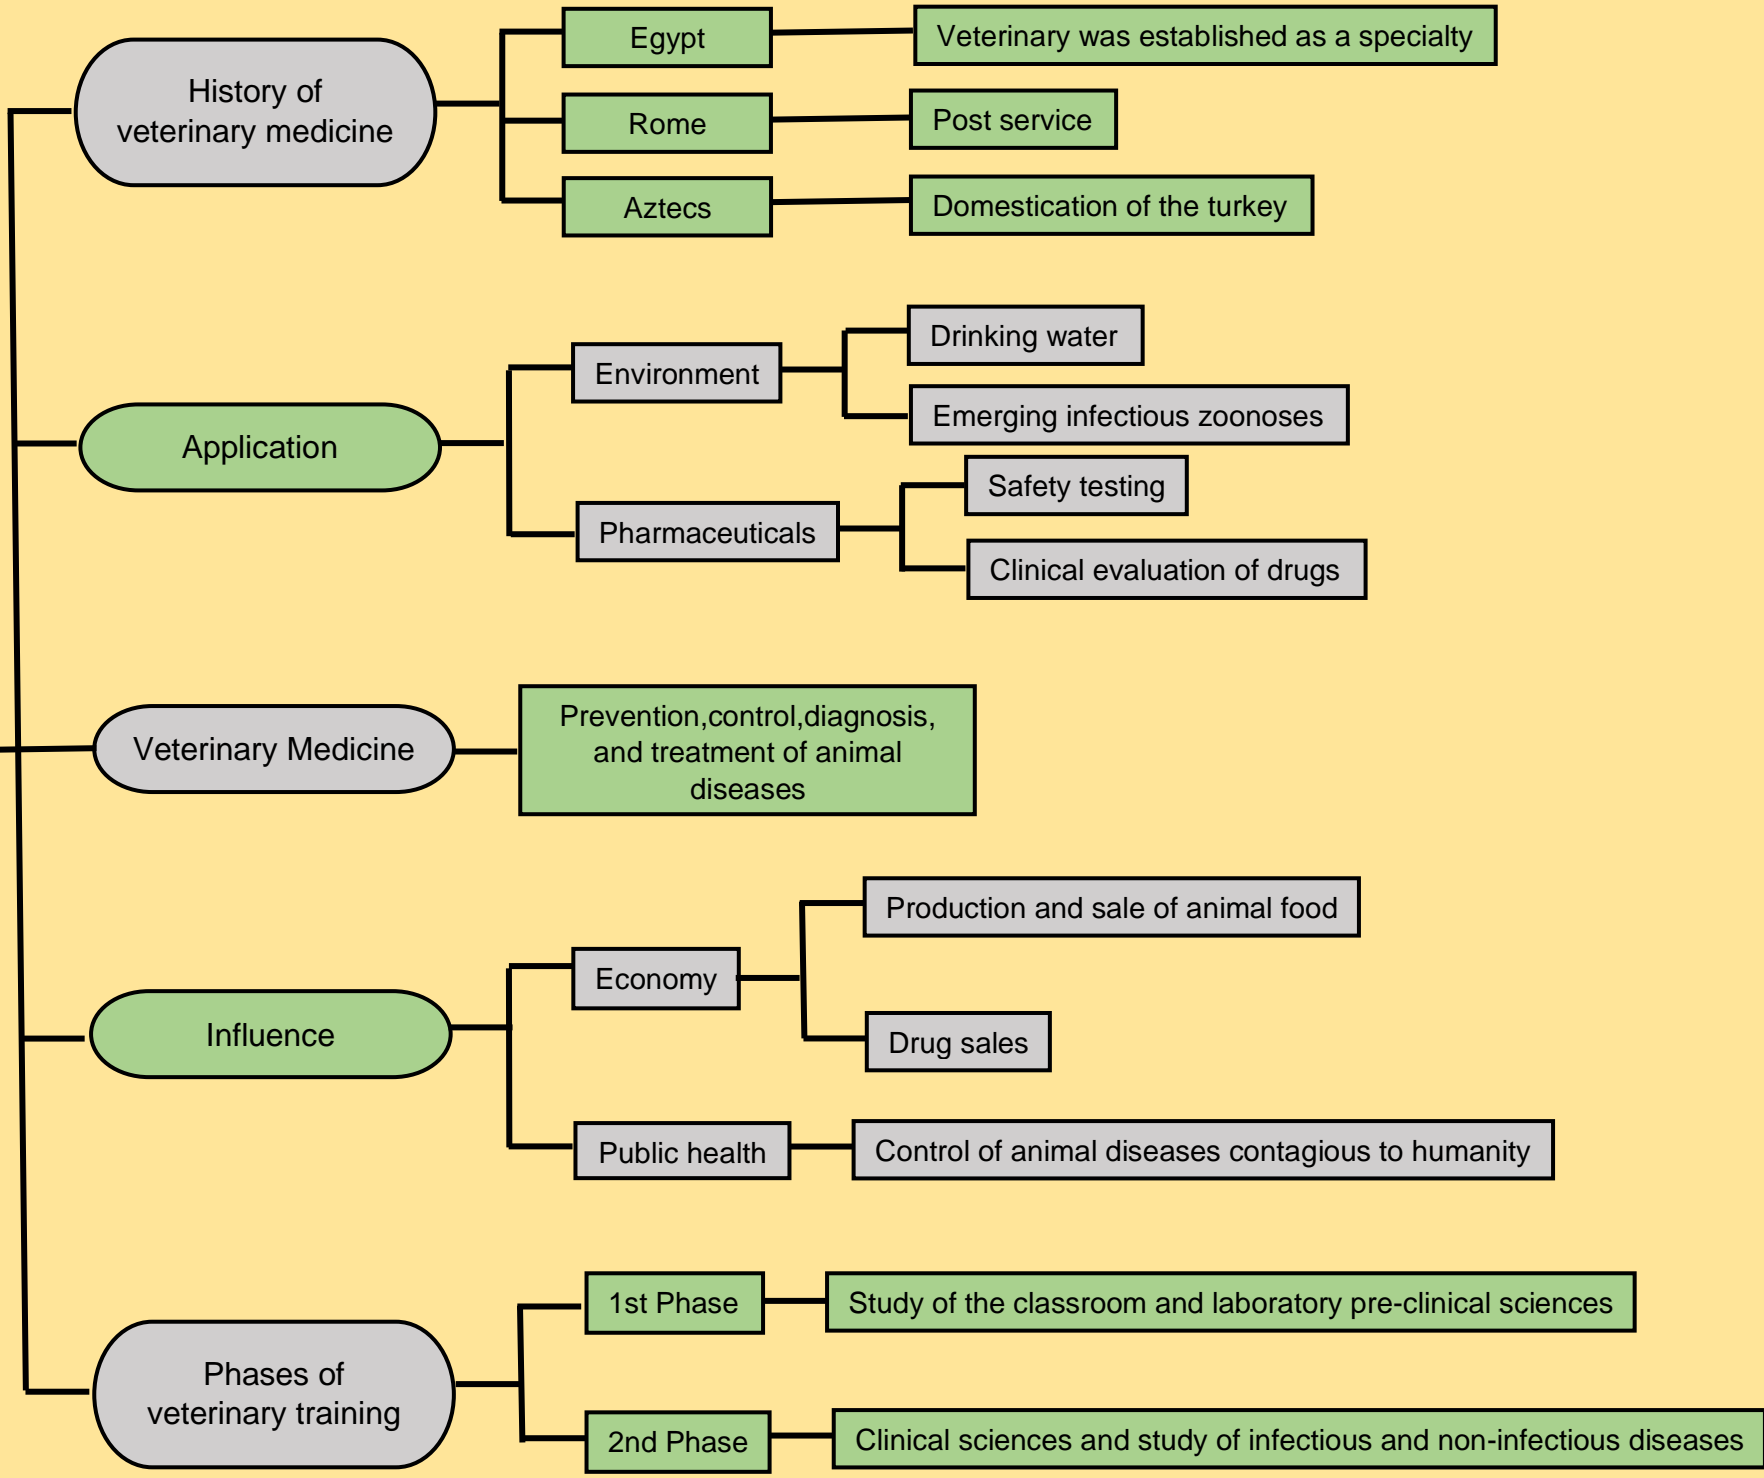 History of
veterinary medicine
Egypt
Veterinary was established as a specialty
Rome
Post service
Aztecs
Domestication of the turkey
Application
Environment
Drinking water
Emerging infectious zoonoses
Pharmaceuticals
Safety testing
Clinical evaluation of drugs
Veterinary Medicine
Prevention,control,diagnosis,
and treatment of animal
diseases
Influence
Economy
Production and sale of animal food
Drug sales
Public health
Control of animal diseases contagious to humanity
Phases of
veterinary training
1st Phase
Study of the classroom and laboratory pre-clinical sciences
2nd Phase
Clinical sciences and study of infectious and non-infectious diseases